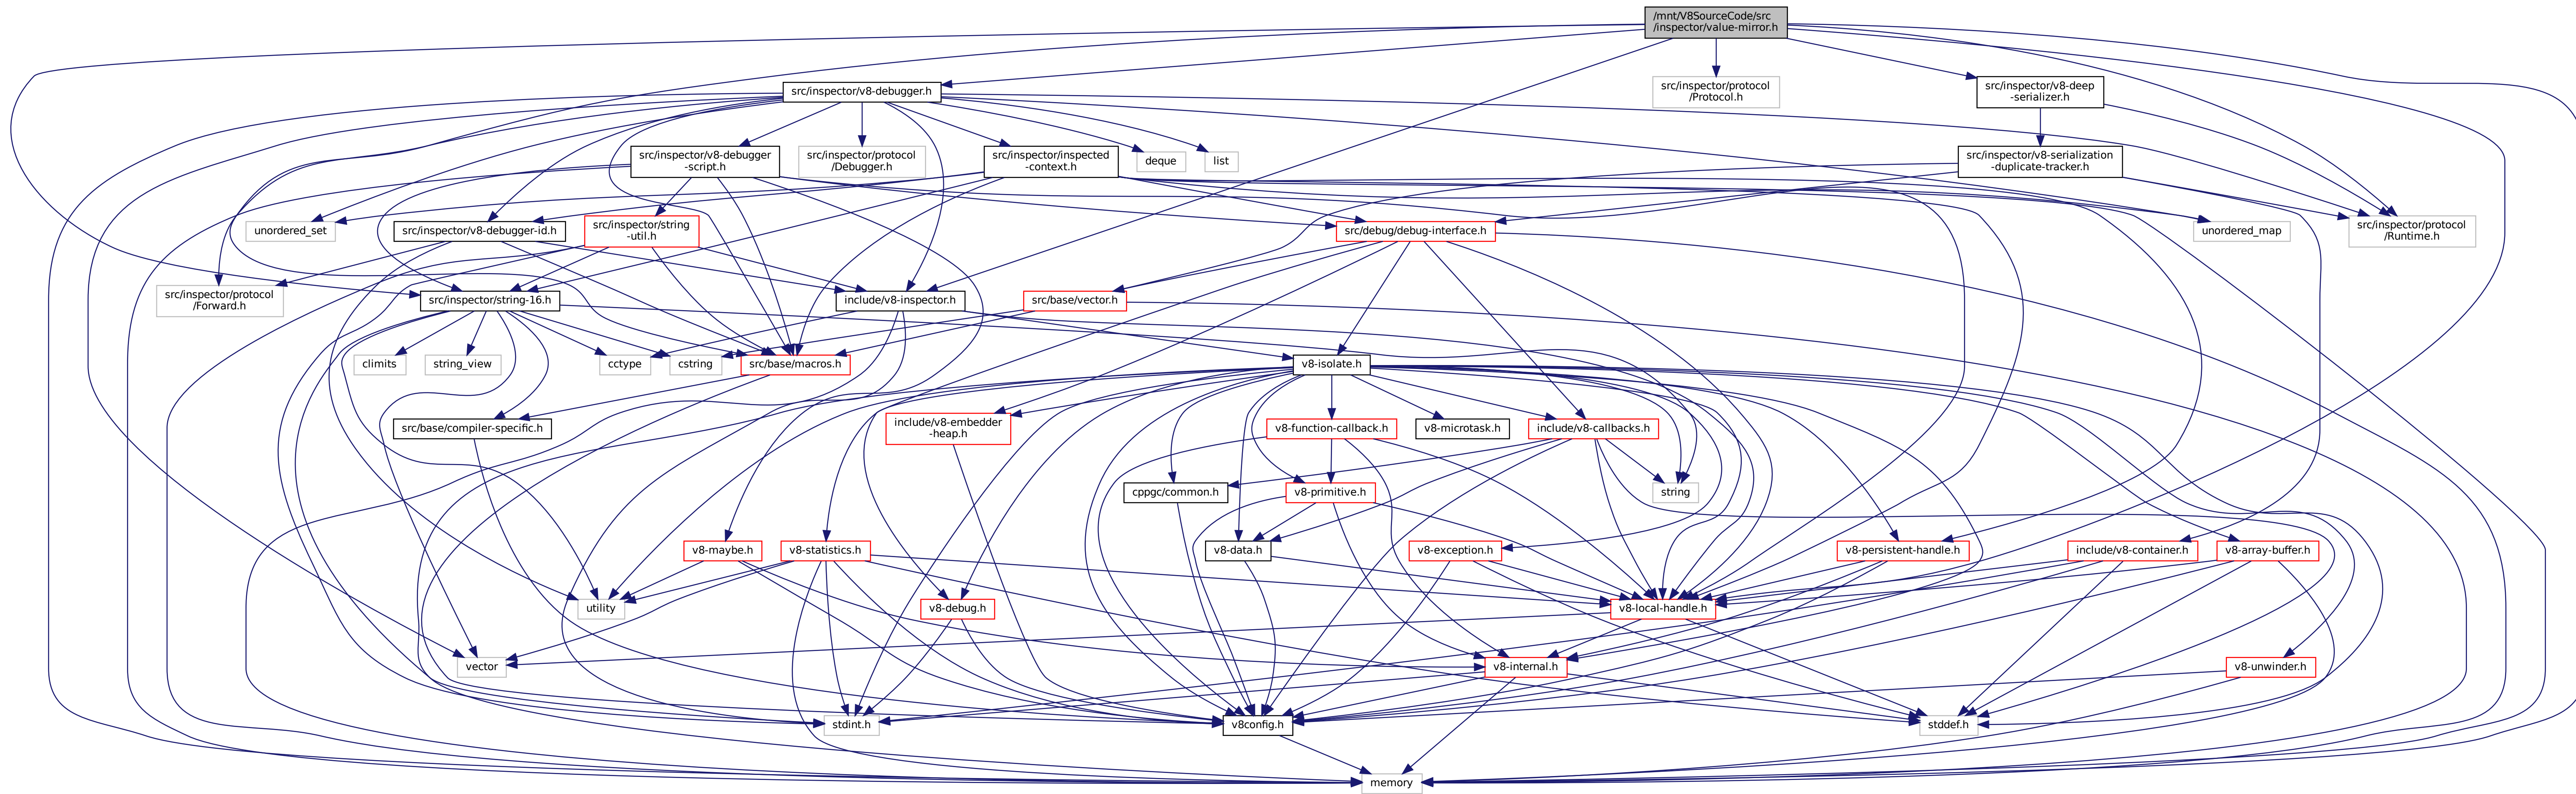 /mnt/V8SourceCode/src
/inspector/value-mirror.h
src/inspector/v8-debugger.h
src/inspector/protocol
/Protocol.h
src/inspector/v8-deep
-serializer.h
src/inspector/v8-debugger
-script.h
src/inspector/protocol
/Debugger.h
src/inspector/inspected
-context.h
deque
list
src/inspector/v8-serialization
-duplicate-tracker.h
unordered_set
src/inspector/v8-debugger-id.h
src/inspector/string
-util.h
src/debug/debug-interface.h
unordered_map
src/inspector/protocol
/Runtime.h
src/inspector/protocol
/Forward.h
src/inspector/string-16.h
include/v8-inspector.h
src/base/vector.h
climits
string_view
cctype
cstring
src/base/macros.h
v8-isolate.h
src/base/compiler-specific.h
include/v8-embedder
-heap.h
v8-function-callback.h
v8-microtask.h
include/v8-callbacks.h
cppgc/common.h
v8-primitive.h
string
v8-maybe.h
v8-statistics.h
v8-data.h
v8-exception.h
v8-persistent-handle.h
include/v8-container.h
v8-array-buffer.h
utility
v8-debug.h
v8-local-handle.h
vector
v8-internal.h
v8-unwinder.h
stdint.h
v8config.h
stddef.h
memory